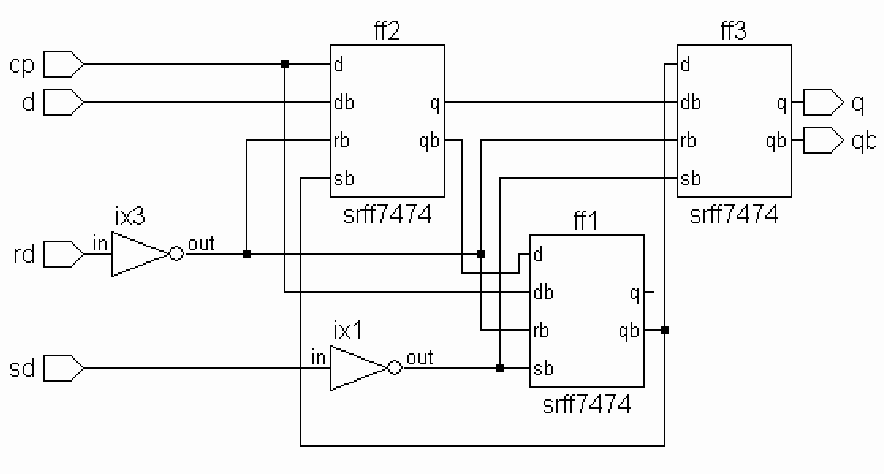 ff2
ff3
cp
d
d
d
db
q
db
q
q
rb
qb
rb
qb
qb
sb
sb
srff7474
srff7474
ix3
ff1
rd
in
out
d
db
q
ix1
rb
qb
sd
in
out
sb
srff7474